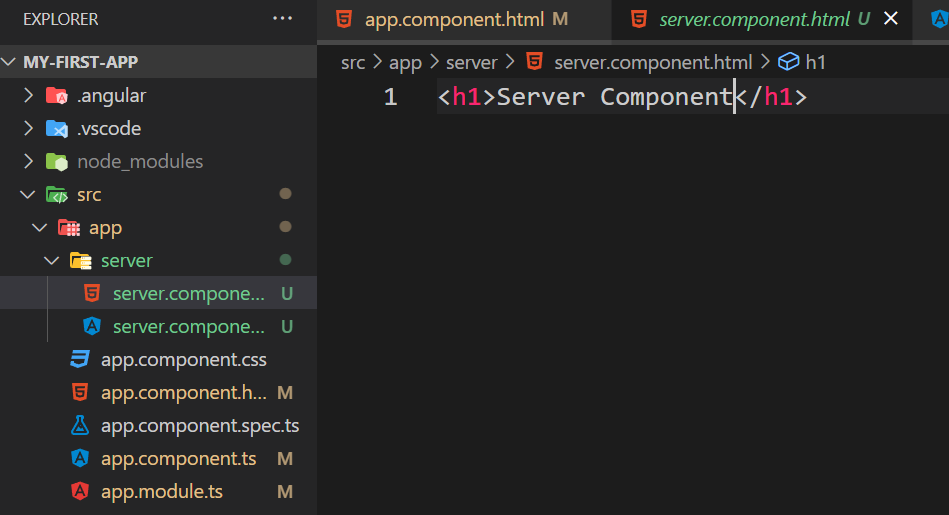 EXPLORER ...
MY-FIRST-APP
.angular
.vscode
node_modules
src
app
server
server.compone... U
server.compone... U
app.component.css
app.component.h... M
app.component.spec.ts
app.component.ts M
app.module.ts M
app.component.html M server.component.html U
src > app > server > server.component.html > h1
1 <h1>Server Component</h1>